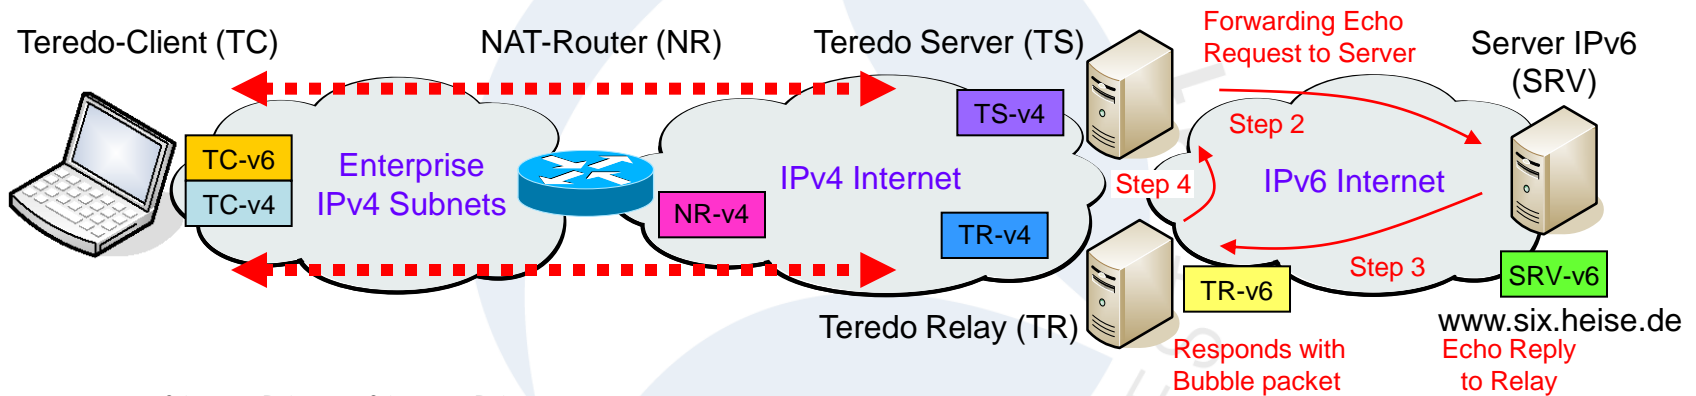 Forwarding Echo
Request to Server
Teredo-Client (TC)
NAT-Router (NR)
Teredo Server (TS)
Server IPv6
(SRV)
TS-v4
Step 2
TC-v6
TC-v4
Enterprise
IPv4 Subnets
IPv4 Internet
Step 4
IPv6 Internet
NR-v4
TR-v4
Step 3
TR-v6
SRV-v6
Teredo Relay (TR)
www.six.heise.de
Responds with
Bubble packet
Echo Reply
to Relay